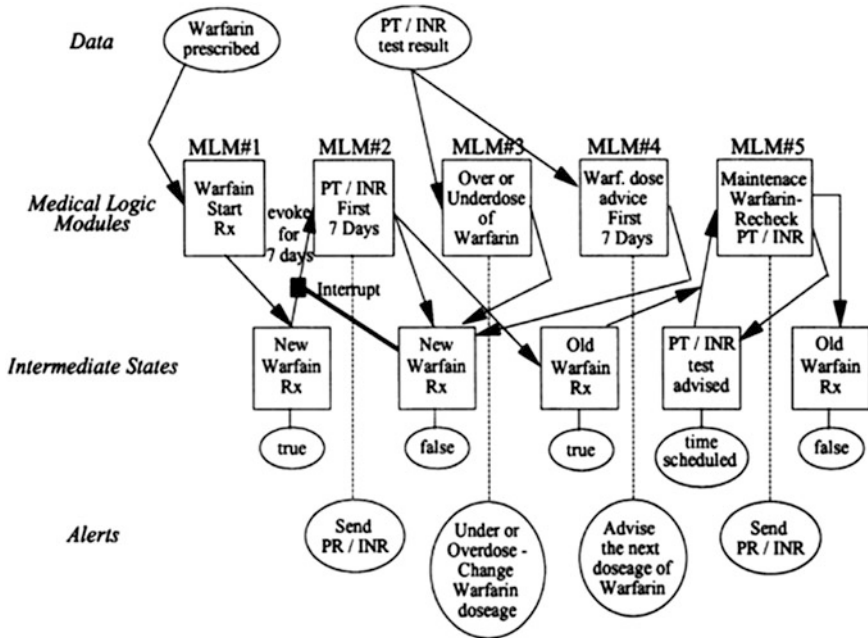 Data
Warfarin
prescribed
PT / INR
test result
MLM#1
MLM#2
MLM#3
MLM#4
MLM#5
Medical Logic
Modules
Warfain
Start
Rx
evoke
for
7 days
PT / INR
First
7 Days
Over or
Underdose
of
Warfarin
Warf. dose
advice
First
7 Days
Maintenace
Warfarin-
Recheck
PT / INR
Interrupt
Intermediate States
New
Warfain
Rx
New
Warfain
Rx
Old
Warfain
Rx
PT / INR
test
advised
Old
Warfain
Rx
true
false
true
time
scheduled
false
Alerts
Send
PR / INR
Under or
Overdose -
Change
Warfarin
doseage
Advise
the next
doseage of
Warfarin
Send
PR / INR